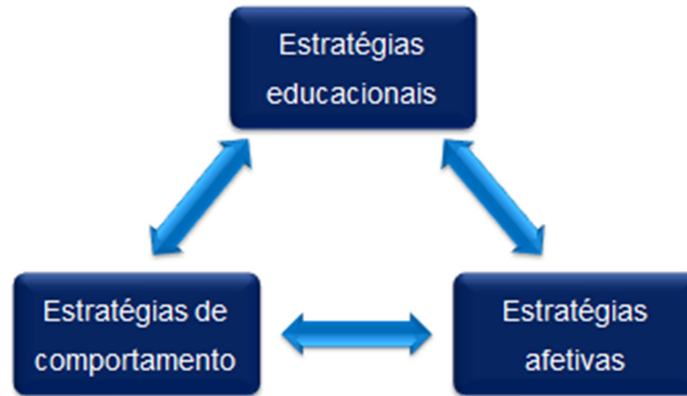 Estratégias
educacionais
Estratégias de
comportamento
Estratégias
afetivas